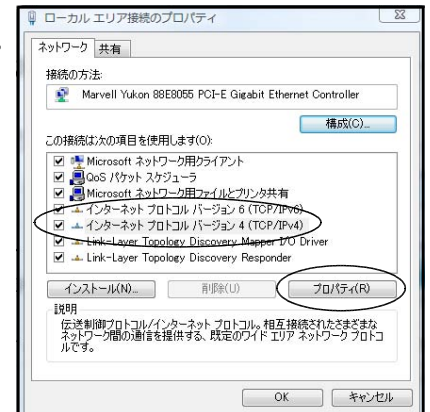 ローカル エリア接続のプロパティ
ネットワーク 共有
接続の方法:
Marvell Yukon 88E8055 PCI-E Gigabit Ethernet Controller
構成(C)...
この接続は次の項目を使用します(O):
Microsoft ネットワーク用クライアント
QoS パケット スケジューラ
Microsoft ネットワーク用ファイルとプリンタ共有
インターネット プロトコル バージョン 6 (TCP/IPv6)
インターネット プロトコル バージョン 4 (TCP/IPv4)
Link-Layer Topology Discovery Mapper I/O Driver
Link-Layer Topology Discovery Responder
インストール(N)... 削除(U) プロパティ(R)
説明
伝送制御プロトコル/インターネット プロトコル。相互接続されたさまざまな
ネットワーク間の通信を提供する、既定のワイド エリア ネットワーク プロトコ
ルです。
OK キャンセル